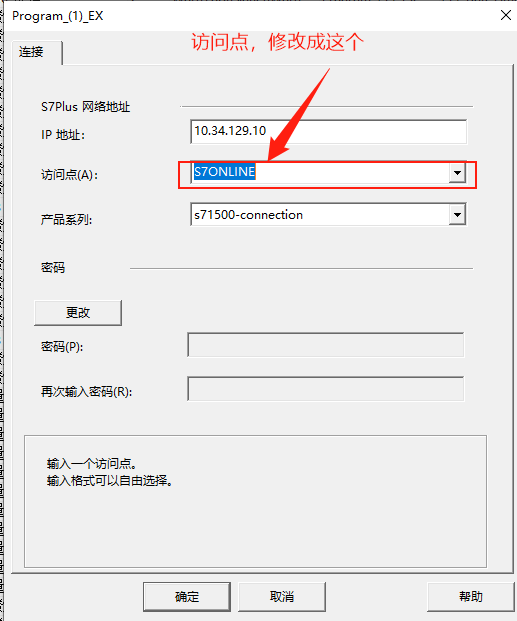 Program_(1)_EX
连接
访问点，修改成这个
S7Plus 网络地址
IP 地址:
10.34.129.10
访问点(A):
S7ONLINE
产品系列:
s71500-connection
密码
更改
密码(P):
再次输入密码(R):
输入一个访问点。
输入格式可以自由选择。
确定
取消
帮助